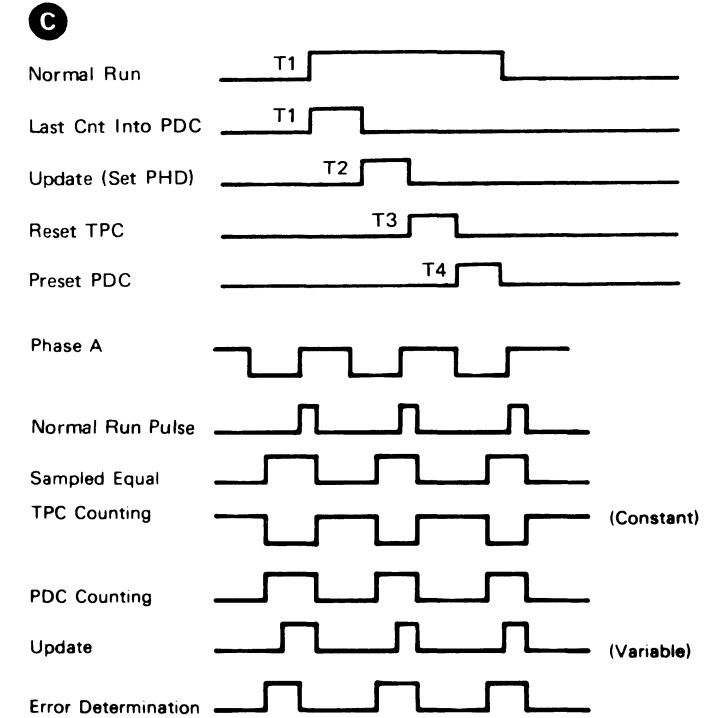 C
Normal Run T1
Last Cnt Into PDC T1
Update (Set PHD) T2
Reset TPC T3
Preset PDC T4
Phase A
Normal Run Pulse
Sampled Equal
TPC Counting (Constant)
PDC Counting
Update (Variable)
Error Determination